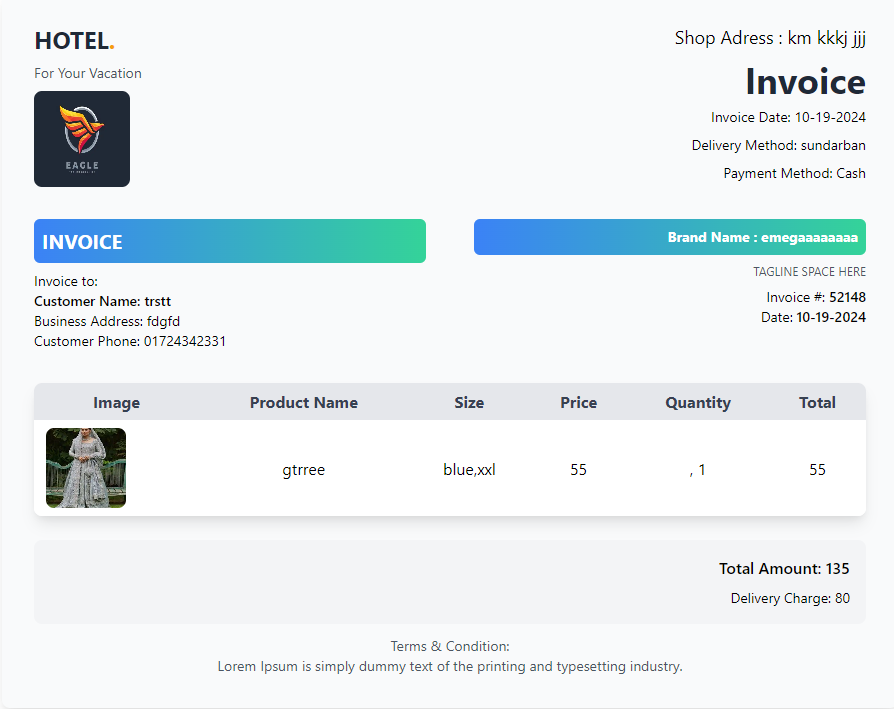 HOTEL.
For Your Vacation
EAGLE
Shop Adress : km kkkj jjj
Invoice
Invoice Date: 10-19-2024
Delivery Method: sundarban
Payment Method: Cash
INVOICE
Invoice to:
Customer Name: trstt
Business Address: fdgfd
Customer Phone: 01724342331
Brand Name : emegaaaaaaaa
TAGLINE SPACE HERE
Invoice #: 52148
Date: 10-19-2024
Image Product Name Size Price Quantity Total
gtrree blue,xxl 55 , 1 55
Total Amount: 135
Delivery Charge: 80
Terms & Condition:
Lorem Ipsum is simply dummy text of the printing and typesetting industry.